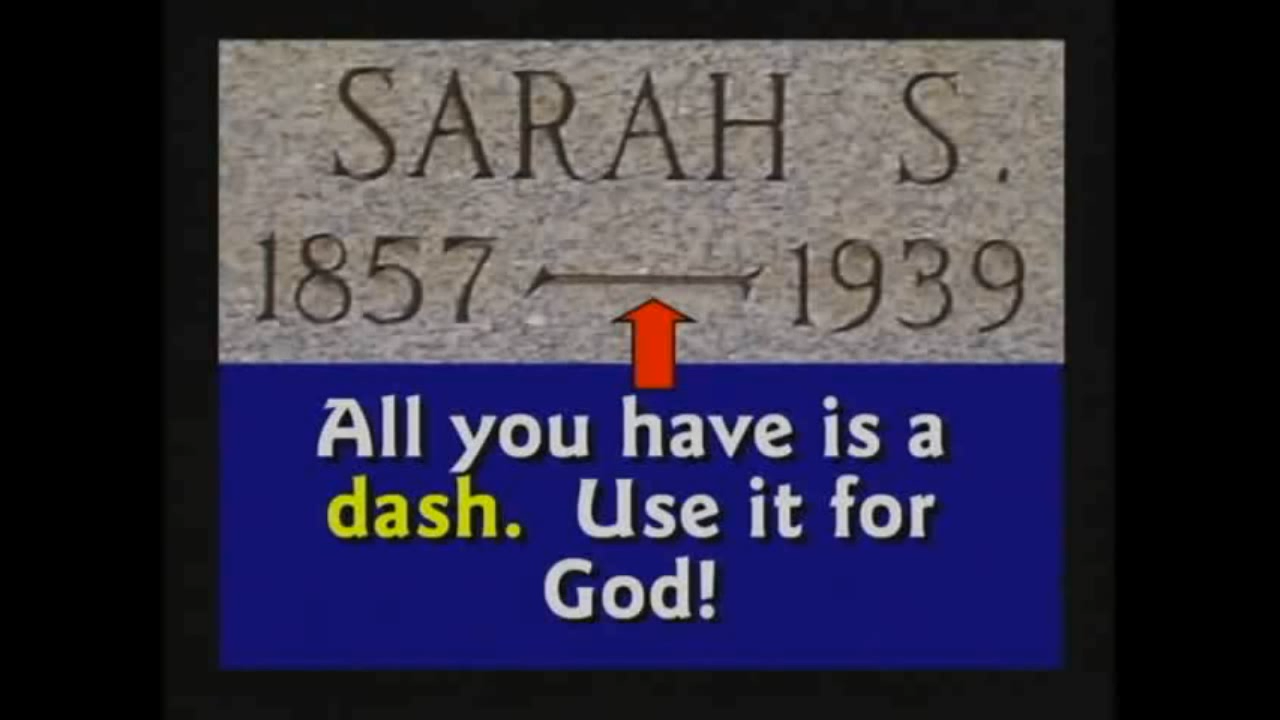 SARAH S.
1857 — 1939
All you have is a
dash. Use it for
God!